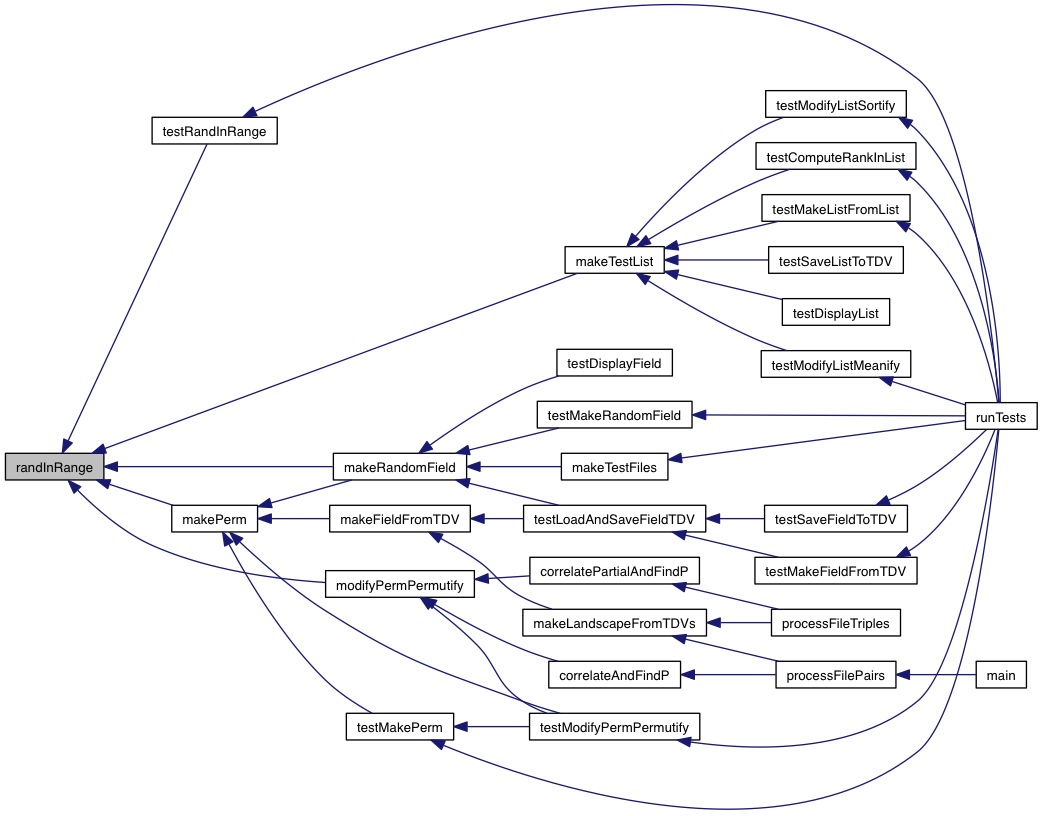 testModifyListSortify
testRandInRange
testComputeRankInList
testMakeListFromList
makeTestList
testSaveListToTDV
testDisplayList
testDisplayField
testModifyListMeanify
testMakeRandomField
runTests
randInRange
makeRandomField
makeTestFiles
makePerm
makeFieldFromTDV
testLoadAndSaveFieldTDV
testSaveFieldToTDV
correlatePartialAndFindP
testMakeFieldFromTDV
modifyPermPermutify
makeLandscapeFromTDVs
processFileTriples
correlateAndFindP
processFilePairs
main
testMakePerm
testModifyPermPermutify